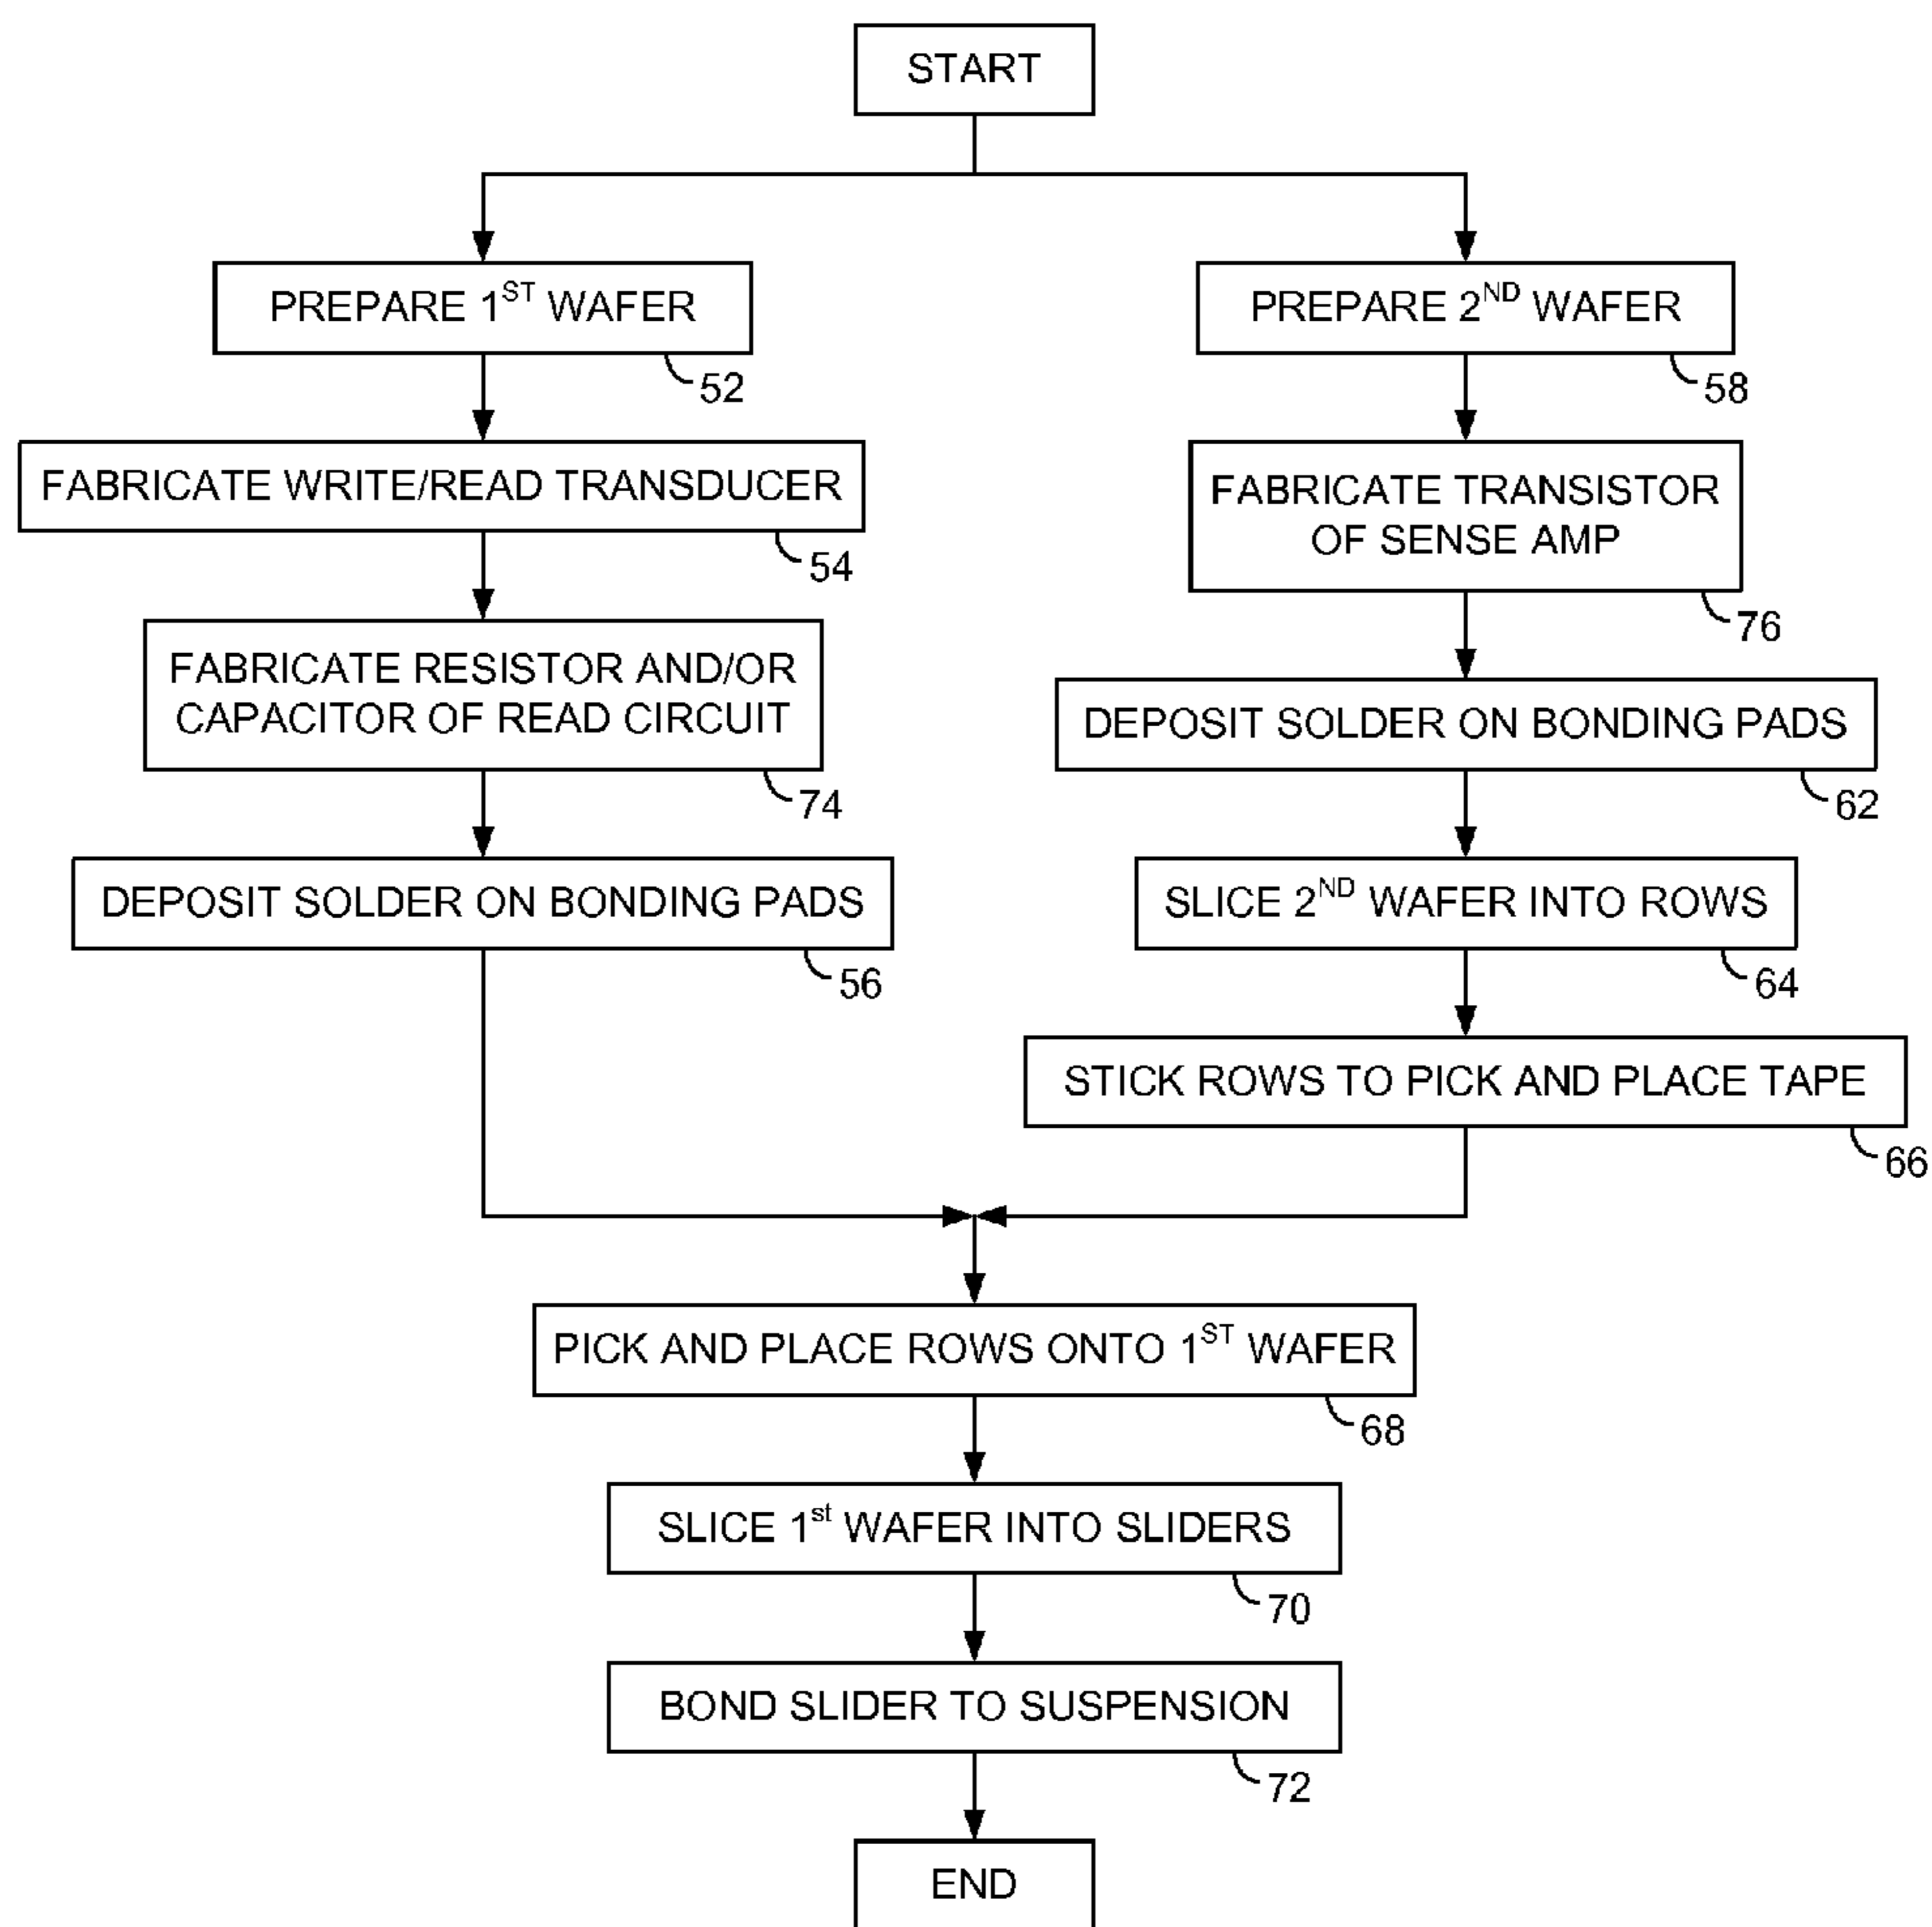 START
PREPARE 1ST WAFER
52
FABRICATE WRITE/READ TRANSDUCER
54
FABRICATE RESISTOR AND/OR
CAPACITOR OF READ CIRCUIT
74
DEPOSIT SOLDER ON BONDING PADS
56
PREPARE 2ND WAFER
58
FABRICATE TRANSISTOR
OF SENSE AMP
76
DEPOSIT SOLDER ON BONDING PADS
62
SLICE 2ND WAFER INTO ROWS
64
STICK ROWS TO PICK AND PLACE TAPE
66
PICK AND PLACE ROWS ONTO 1ST WAFER
68
SLICE 1st WAFER INTO SLIDERS
70
BOND SLIDER TO SUSPENSION
72
END